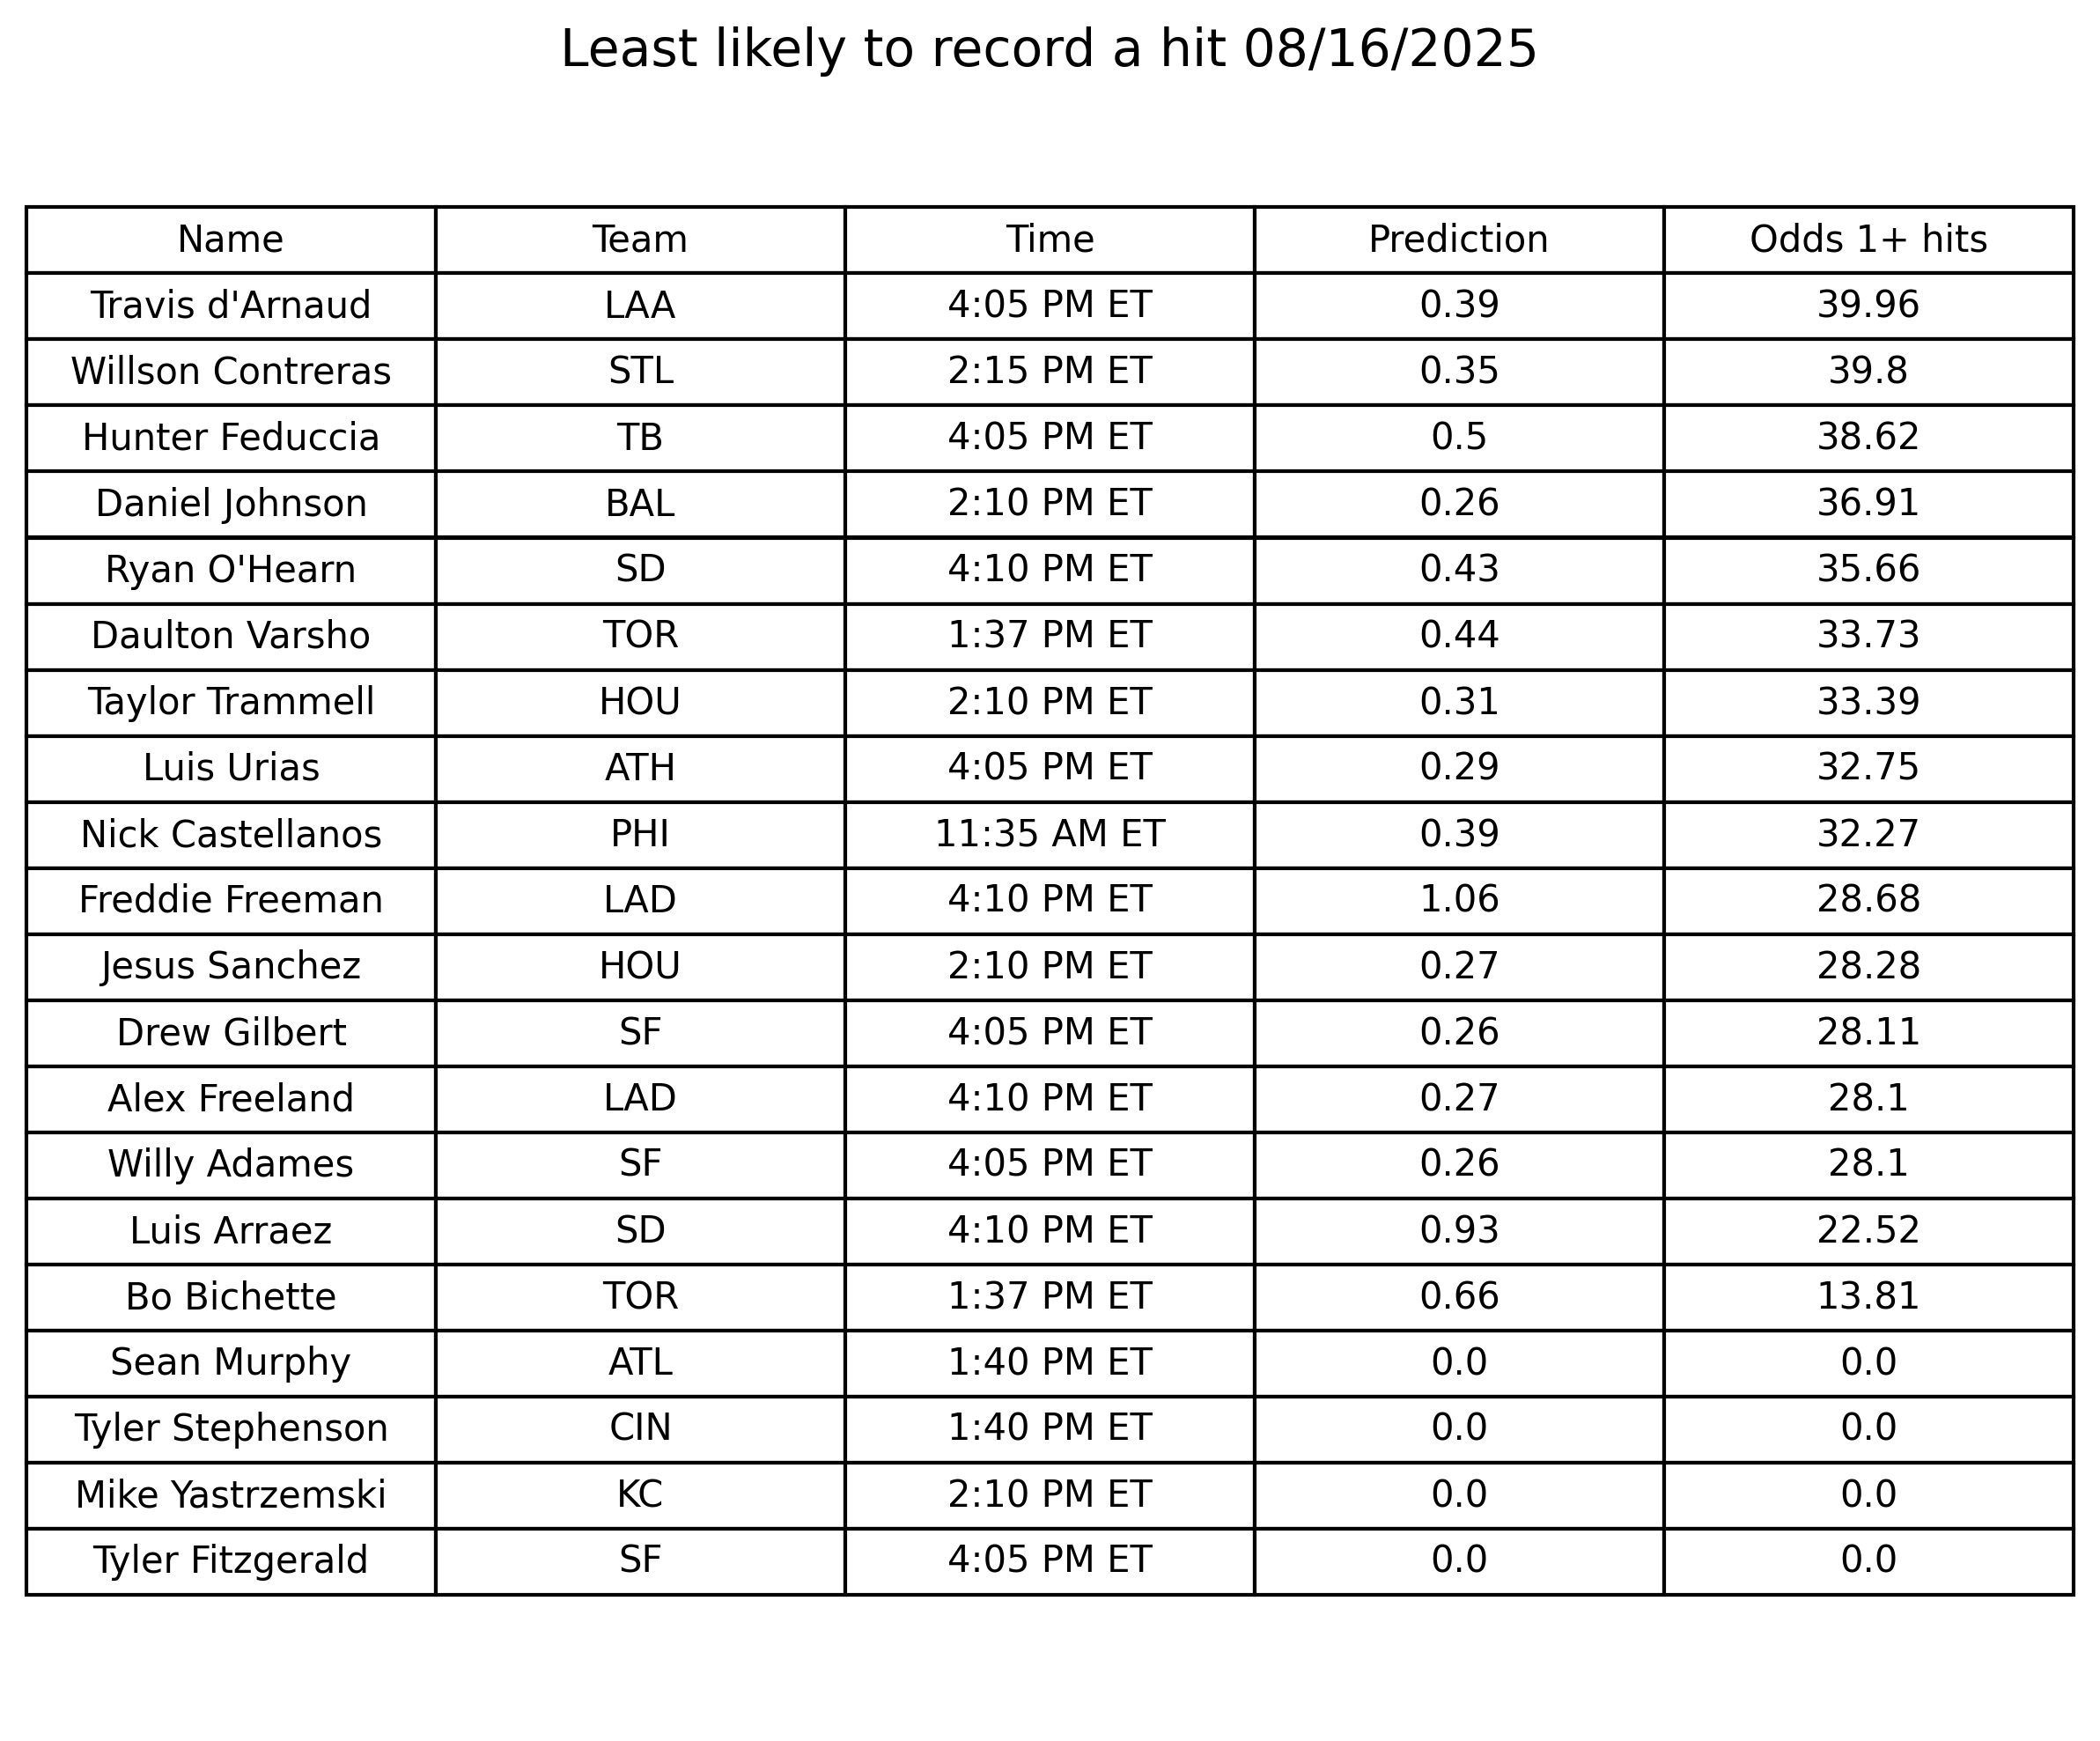 Least likely to record a hit 08/16/2025
Name Team Time Prediction Odds 1+ hits
Travis d'Arnaud LAA 4:05 PM ET 0.39 39.96
Willson Contreras STL 2:15 PM ET 0.35 39.8
Hunter Feduccia TB 4:05 PM ET 0.5 38.62
Daniel Johnson BAL 2:10 PM ET 0.26 36.91
Ryan O'Hearn SD 4:10 PM ET 0.43 35.66
Daulton Varsho TOR 1:37 PM ET 0.44 33.73
Taylor Trammell HOU 2:10 PM ET 0.31 33.39
Luis Urias ATH 4:05 PM ET 0.29 32.75
Nick Castellanos PHI 11:35 AM ET 0.39 32.27
Freddie Freeman LAD 4:10 PM ET 1.06 28.68
Jesus Sanchez HOU 2:10 PM ET 0.27 28.28
Drew Gilbert SF 4:05 PM ET 0.26 28.11
Alex Freeland LAD 4:10 PM ET 0.27 28.1
Willy Adames SF 4:05 PM ET 0.26 28.1
Luis Arraez SD 4:10 PM ET 0.93 22.52
Bo Bichette TOR 1:37 PM ET 0.66 13.81
Sean Murphy ATL 1:40 PM ET 0.0 0.0
Tyler Stephenson CIN 1:40 PM ET 0.0 0.0
Mike Yastrzemski KC 2:10 PM ET 0.0 0.0
Tyler Fitzgerald SF 4:05 PM ET 0.0 0.0